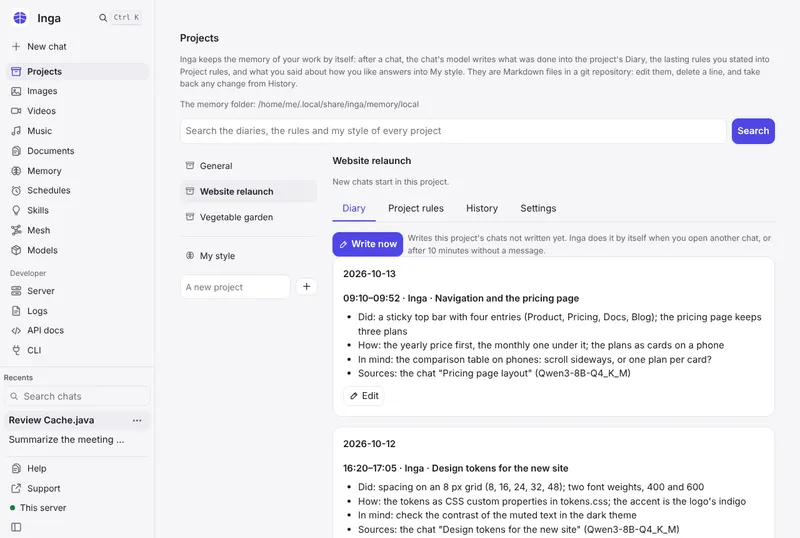 Inga
Ctrl K
New chat
Projects
Images
Videos
Music
Documents
Memory
Schedules
Skills
Mesh
Models
Developer
Server
Logs
API docs
CLI
Recents
Search chats
Review Cache.java
Summarize the meeting ...
Help
Support
This server
Projects
Inga keeps the memory of your work by itself: after a chat, the chat's model writes what was done into the project's Diary, the lasting rules you stated into
Project rules, and what you said about how you like answers into My style. They are Markdown files in a git repository: edit them, delete a line, and take
back any change from History.
The memory folder: /home/me/.local/share/inga/memory/local
Search the diaries, the rules and my style of every project
Search
General
Website relaunch
Vegetable garden
My style
A new project
Website relaunch
New chats start in this project.
Diary
Project rules
History
Settings
Write now
Writes this project's chats not written yet. Inga does it by itself when you open another chat, or
after 10 minutes without a message.
2026-10-13
09:10–09:52 · Inga · Navigation and the pricing page
• Did: a sticky top bar with four entries (Product, Pricing, Docs, Blog); the pricing page keeps
three plans
• How: the yearly price first, the monthly one under it; the plans as cards on a phone
• In mind: the comparison table on phones: scroll sideways, or one plan per card?
• Sources: the chat "Pricing page layout" (Qwen3-8B-Q4_K_M)
Edit
2026-10-12
16:20–17:05 · Inga · Design tokens for the new site
• Did: spacing on an 8 px grid (8, 16, 24, 32, 48); two font weights, 400 and 600
• How: the tokens as CSS custom properties in tokens.css; the accent is the logo's indigo
• In mind: check the contrast of the muted text in the dark theme
• Sources: the chat "Design tokens for the new site" (Qwen3-8B-Q4_K_M)